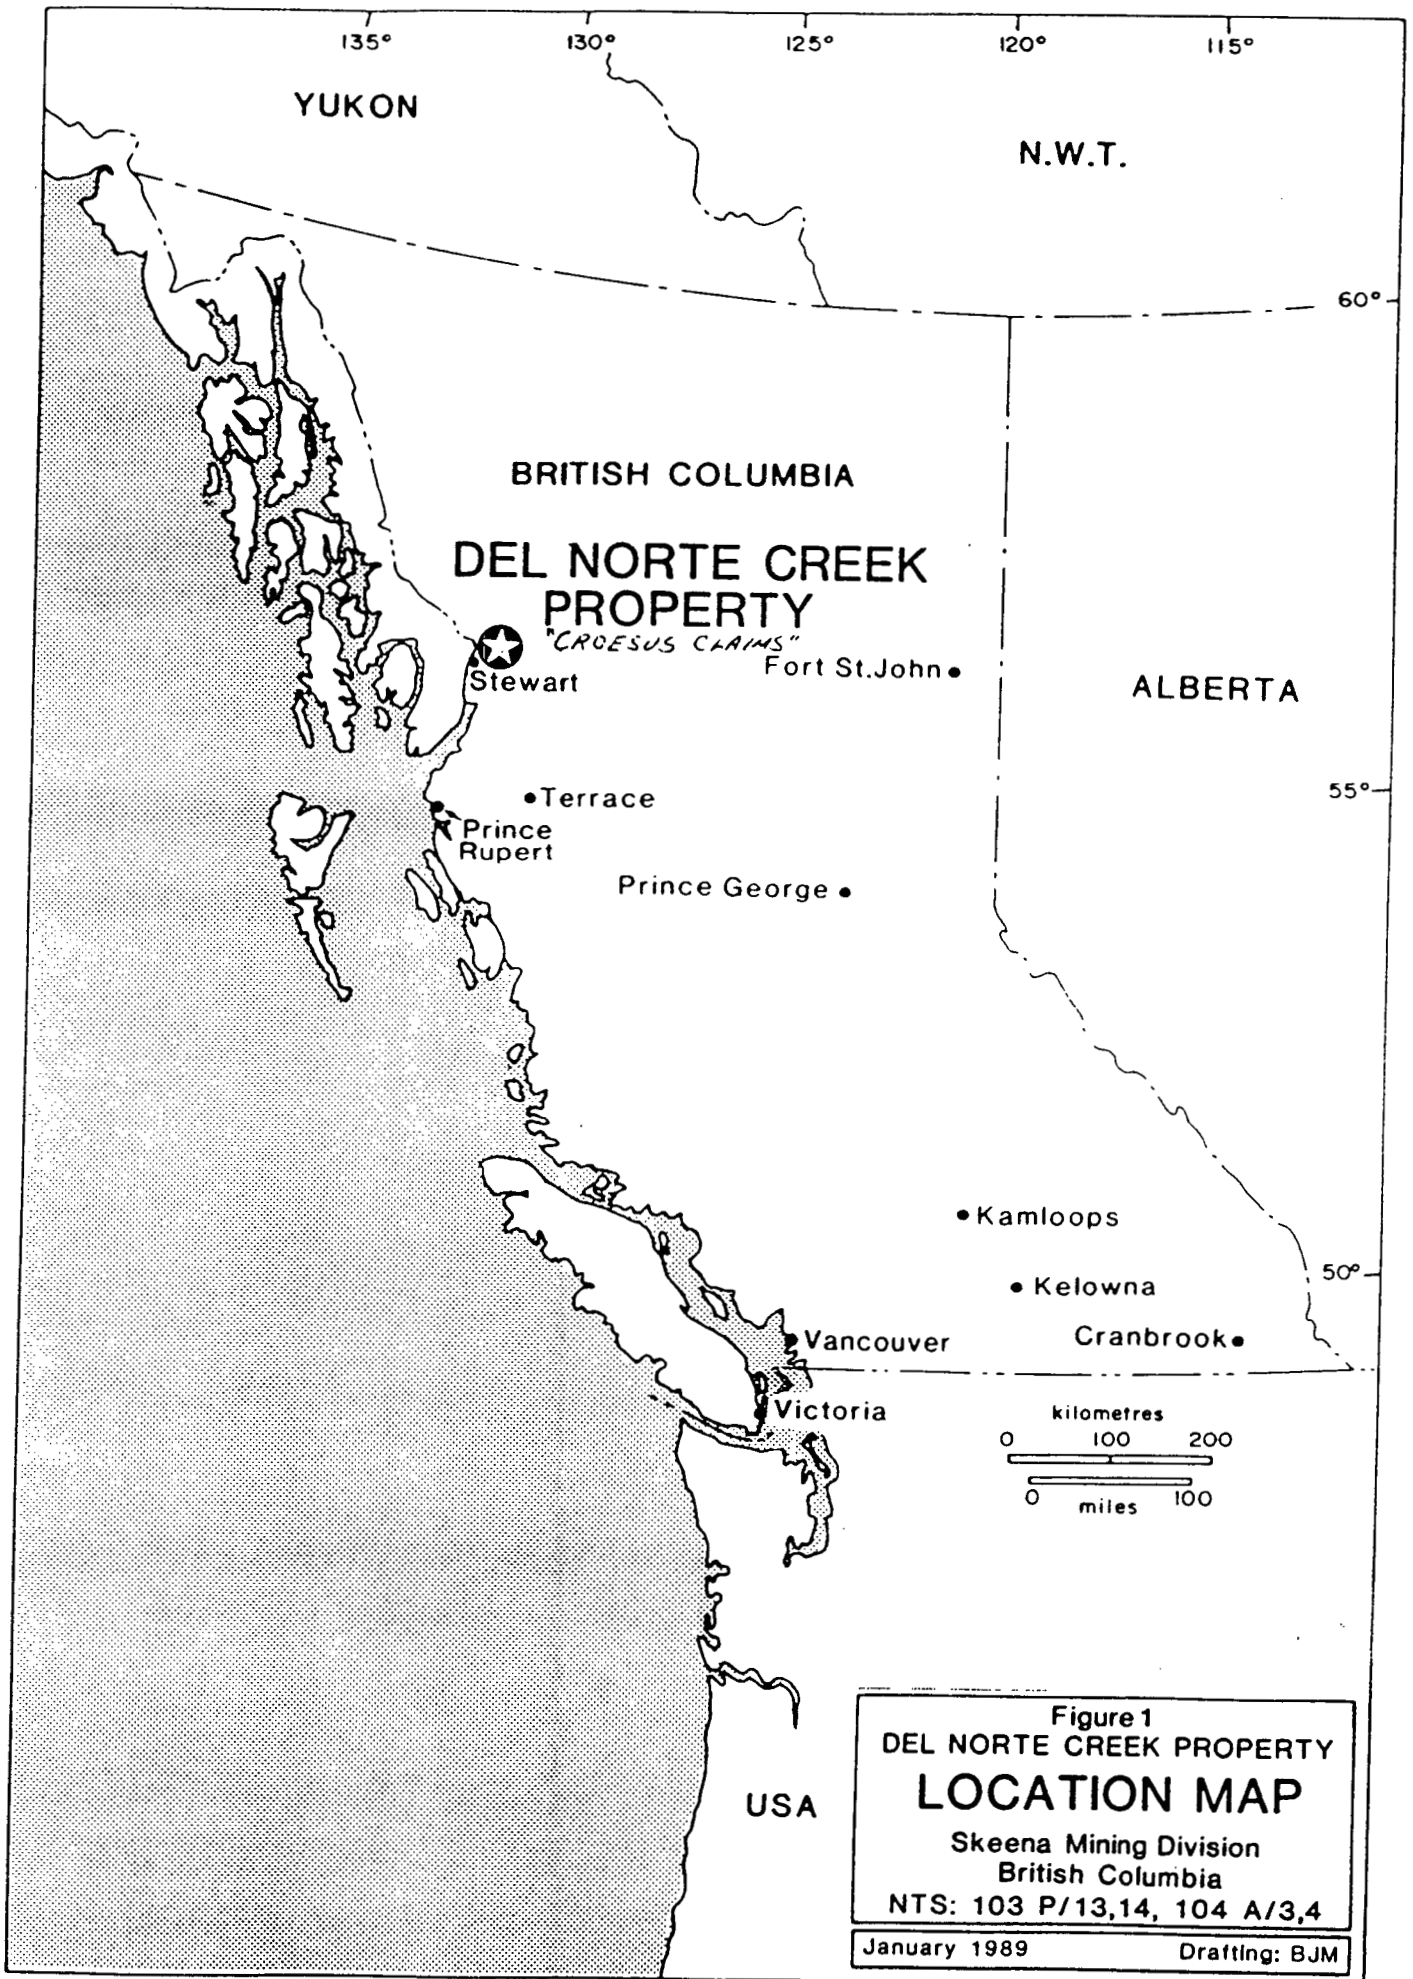 135° 130° 125° 120° 115°
YUKON
N.W.T.
60°
BRITISH COLUMBIA
DEL NORTE CREEK
PROPERTY
"CROESUS CLAIMS"
Stewart
Fort St. John
ALBERTA
55°
Terrace
Prince
Rupert
Prince George
Kamloops
50°
Kelowna
Vancouver
Cranbrook
Victoria
kilometres
0 100 200
0 100
miles
USA
Figure 1
DEL NORTE CREEK PROPERTY
LOCATION MAP
Skeena Mining Division
British Columbia
NTS: 103 P/13,14, 104 A/3,4
January 1989 Drafting: BJM